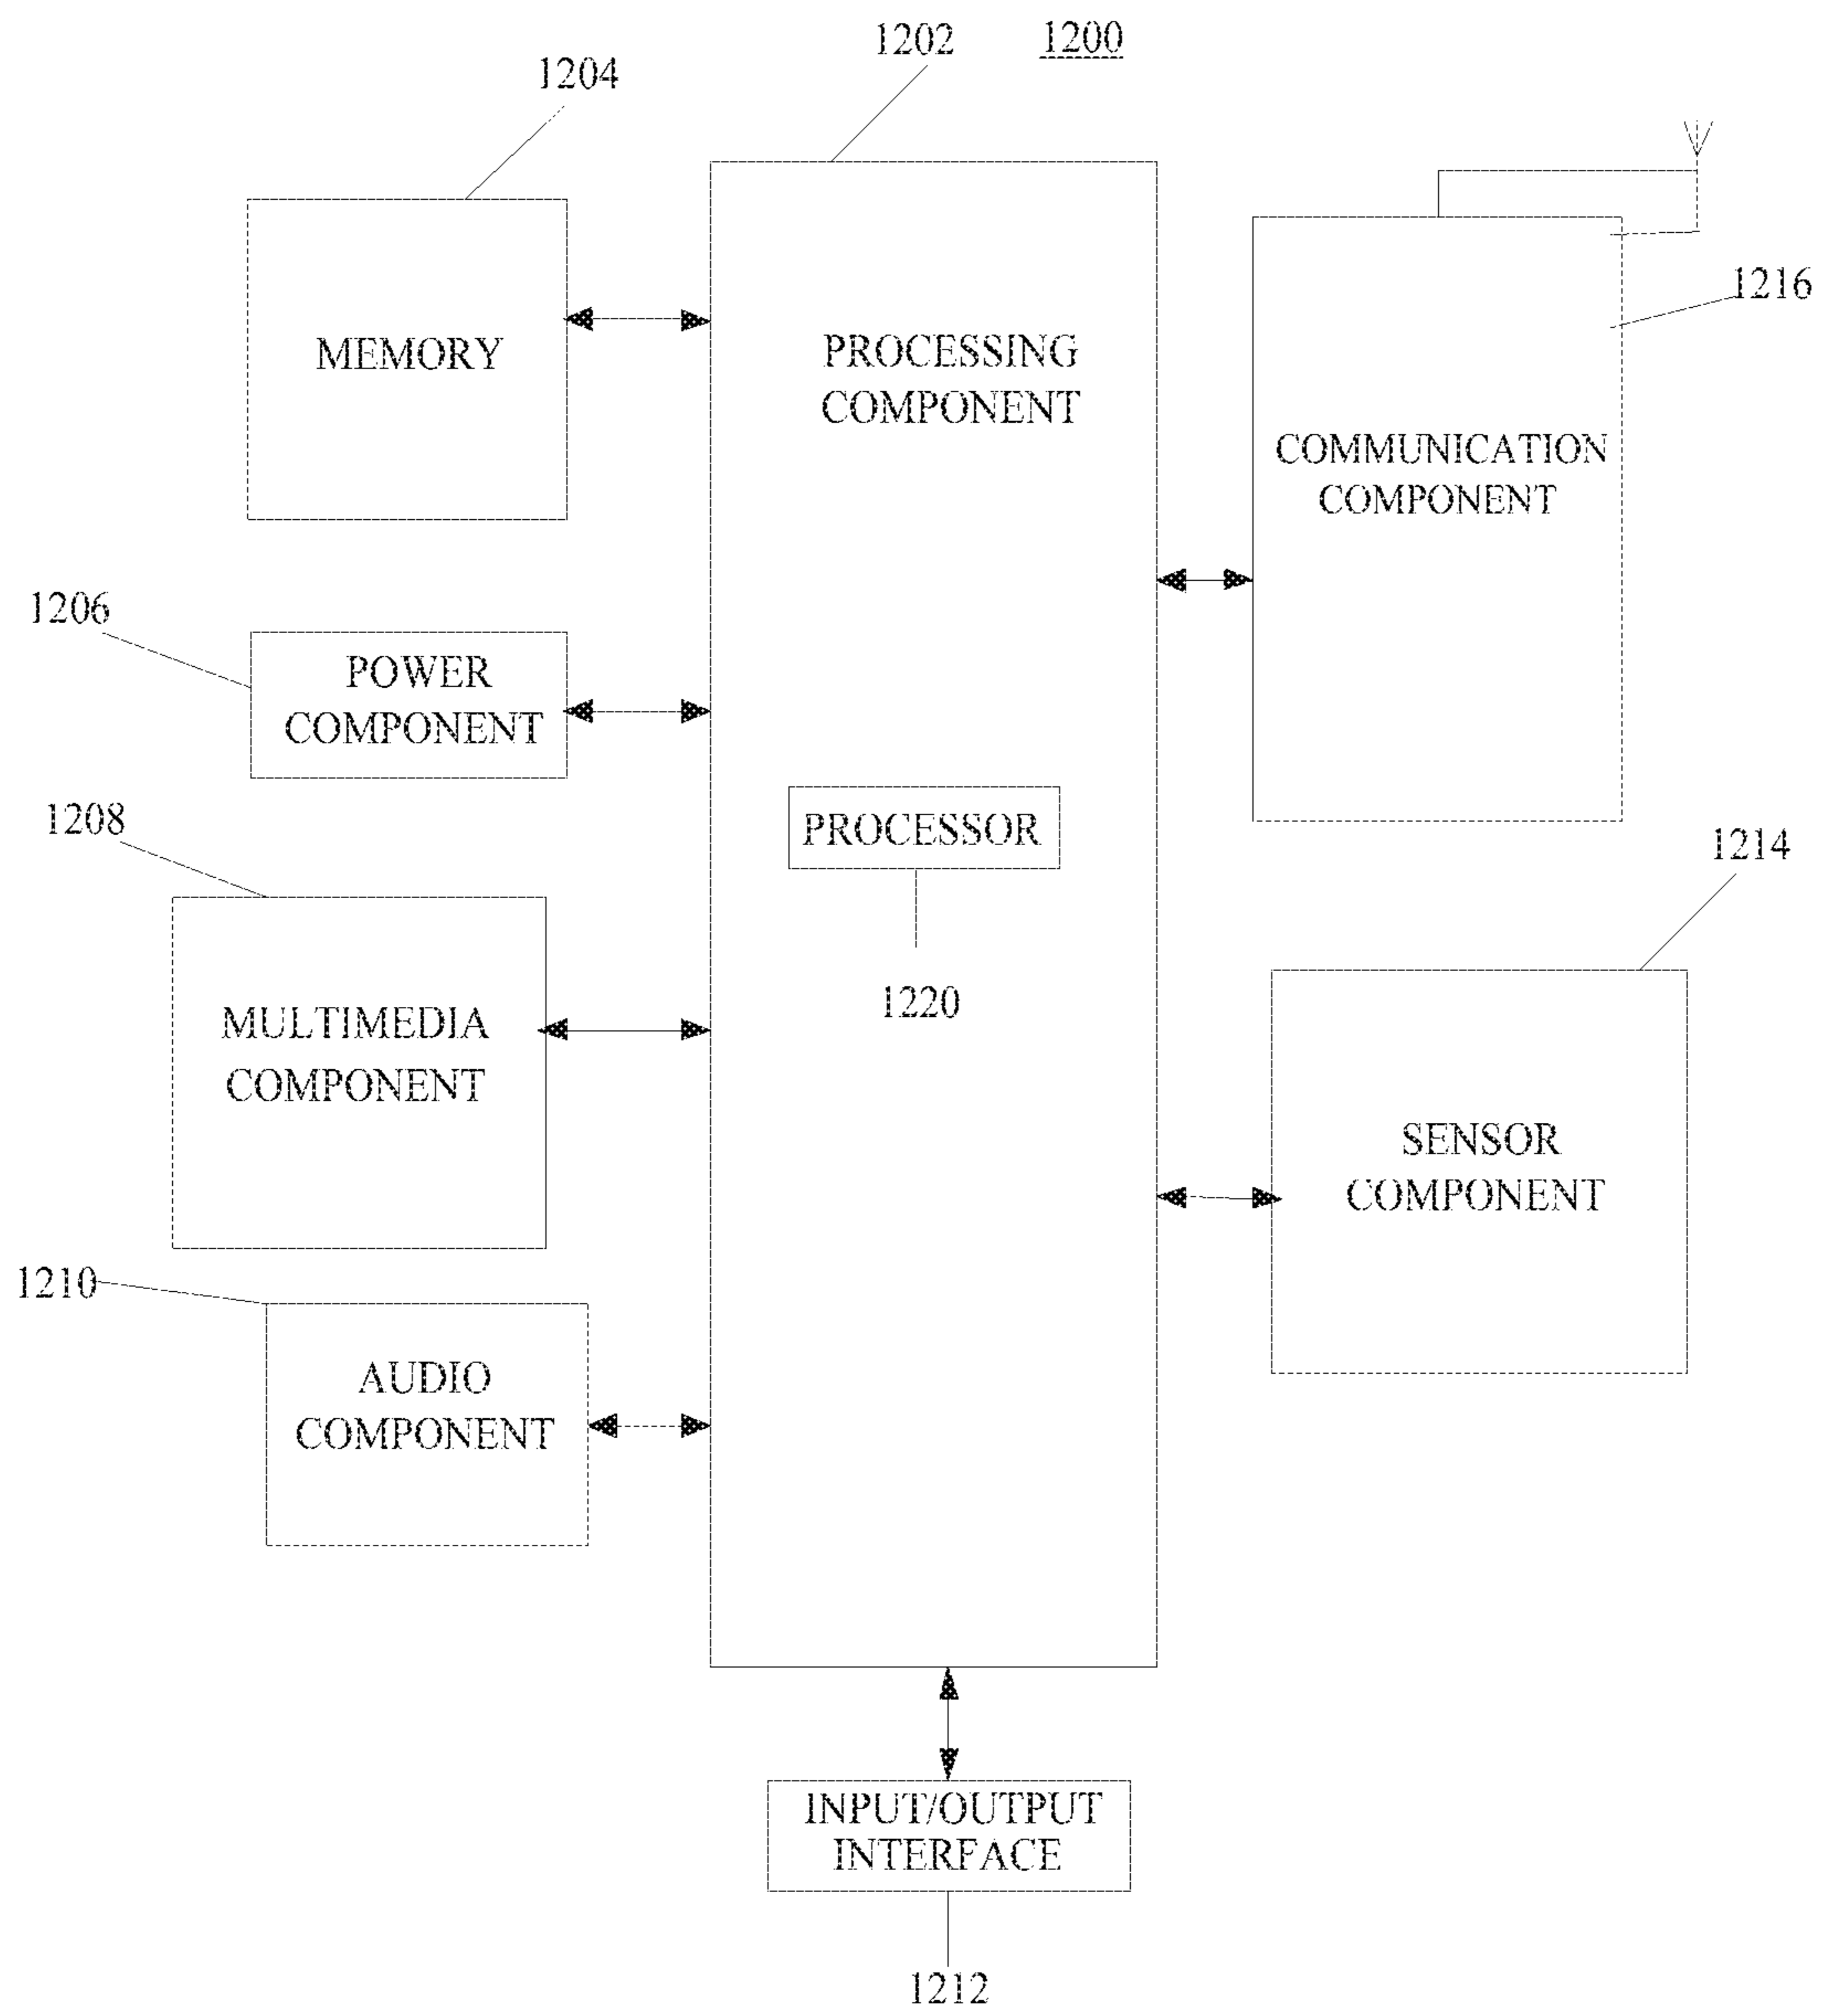 1202
1200
1204
1216
MEMORY
PROCESSING
COMPONENT
COMMUNICATION
COMPONENT
1206
POWER
COMPONENT
PROCESSOR
1208
1214
1220
MULTIMEDIA
COMPONENT
SENSOR
COMPONENT
1210
AUDIO
COMPONENT
INPUT/OUTPUT
INTERFACE
1212